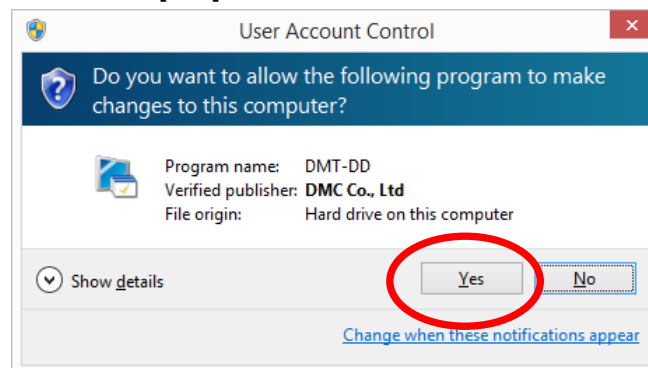 User Account Control
Do you want to allow the following program to make
changes to this computer?
Program name: DMT-DD
Verified publisher: DMC Co., Ltd
File origin: Hard drive on this computer
Show details
Yes
No
Change when these notifications appear